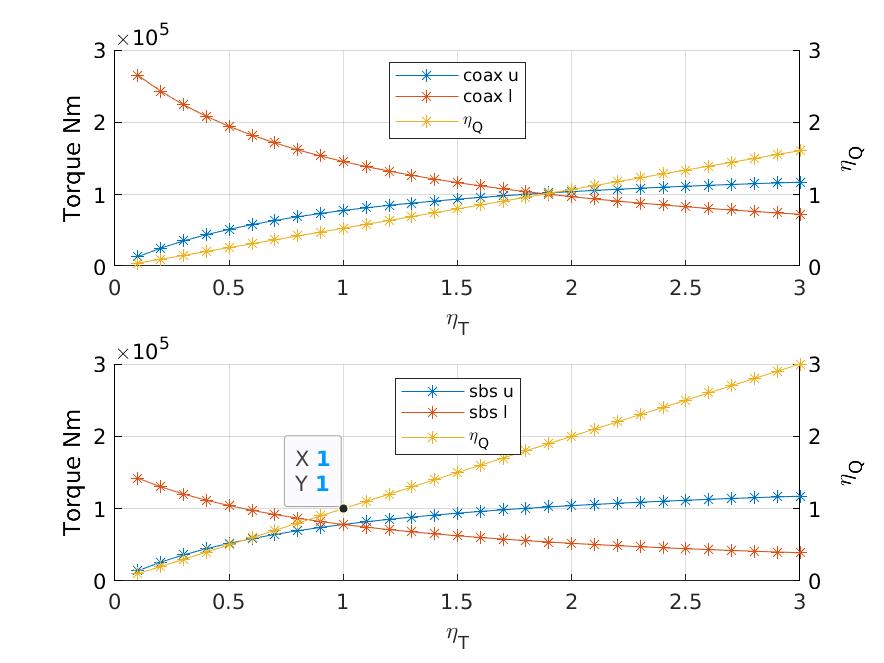 ×10^5
3 3
coax u
coax l
η_Q
2 2
Torque Nm
η_Q
1 1
0 0
0 0.5 1 1.5 2 2.5 3
η_T
×10^5
3 3
sbs u
sbs l
η_Q
2 2
X 1
Y 1
Torque Nm
η_Q
1 1
0 0
0 0.5 1 1.5 2 2.5 3
η_T